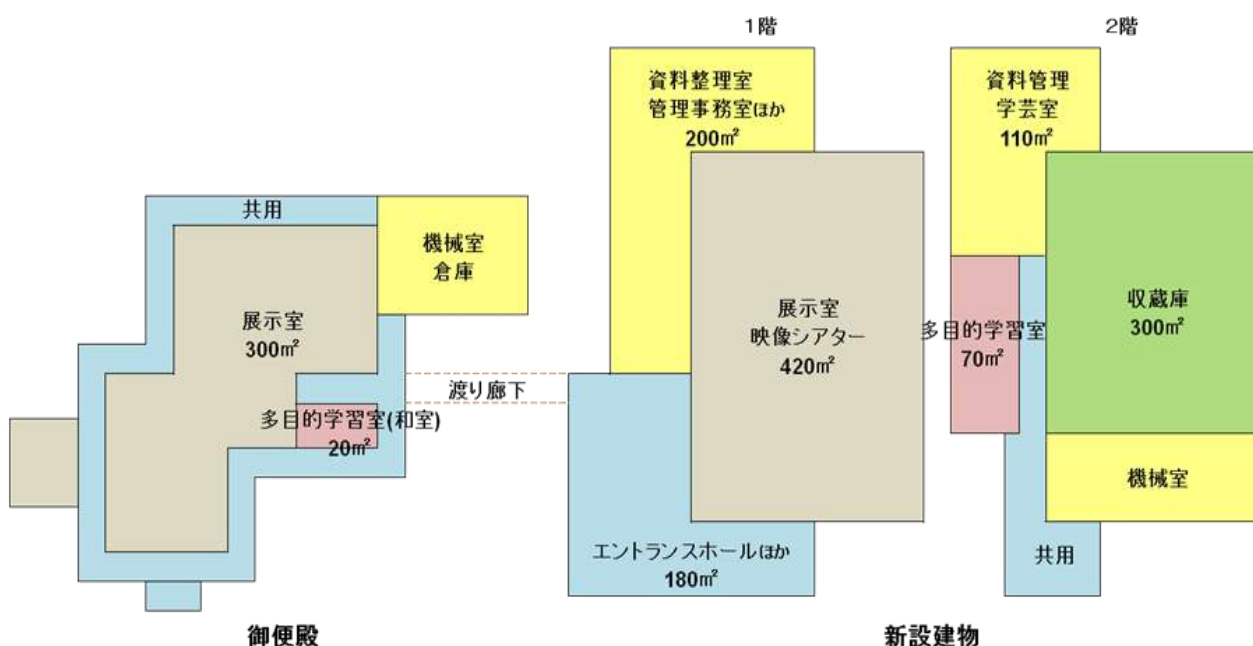 1階
2階
資料整理室
管理事務室ほか
200㎡
資料管理
学芸室
110㎡
共用
機械室
倉庫
展示室
300㎡
展示室
映像シアター
420㎡
収蔵庫
300㎡
多目的学習室
70㎡
渡り廊下
多目的学習室(和室)
20㎡
機械室
エントランスホールほか
180㎡
共用
御便殿
新設建物